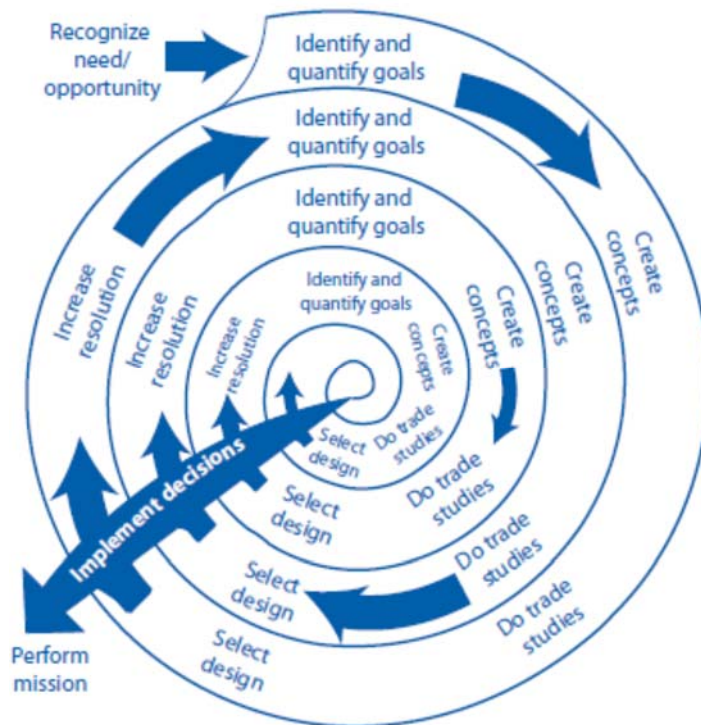 Recognize
need/
opportunity
Identify and
quantify goals
Identify and
quantify goals
Identify and
quantify goals
Identify and
quantify goals
Create
concepts
Create
concepts
Create
concepts
Create
concepts
Do trade
studies
Do trade
studies
Do trade
studies
Do trade
studies
Select
design
Select
design
Select
design
Select
design
Increase
resolution
Increase
resolution
Increase
resolution
Implement decisions
Perform
mission